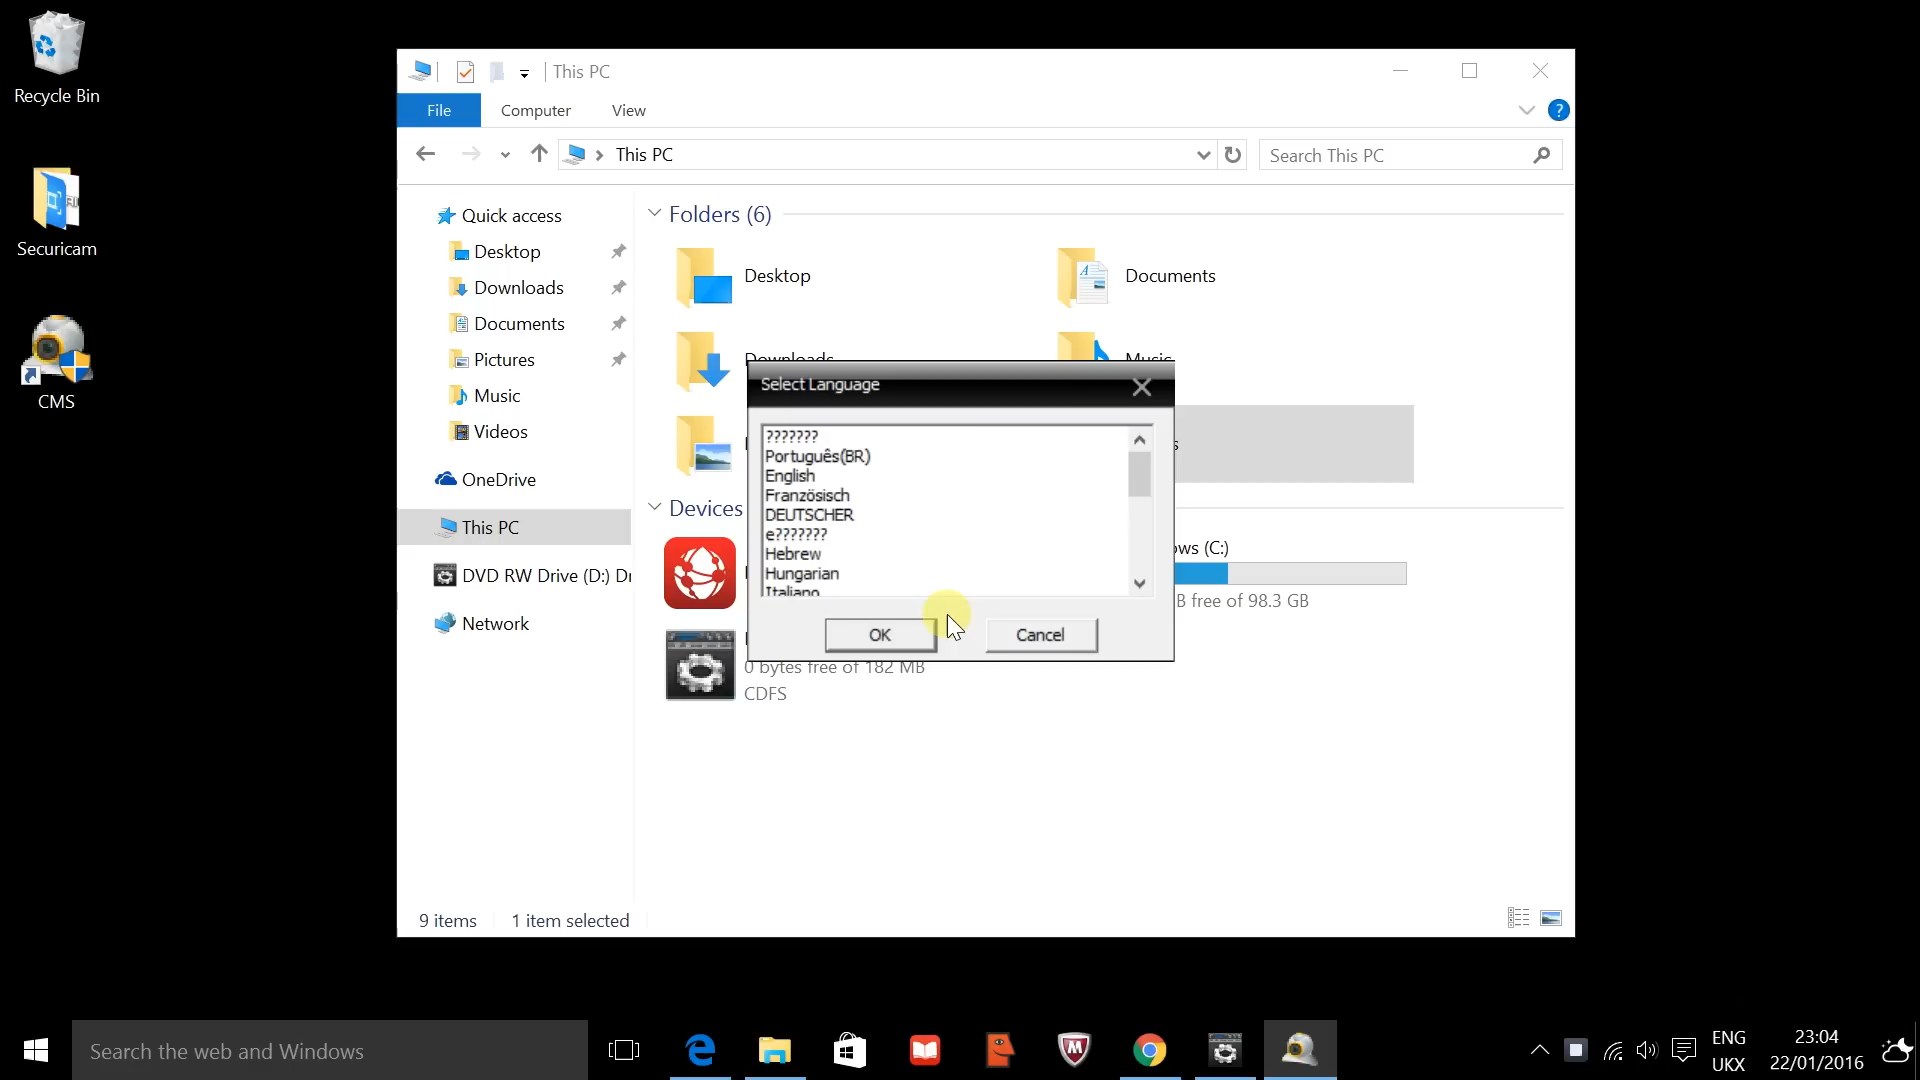 Recycle Bin
Securicam
CMS
This PC
File
Computer
View
?
This PC
Search This PC
Quick access
Desktop
Downloads
Documents
Pictures
Music
Videos
OneDrive
This PC
DVD RW Drive (D:) Dr
Network
Folders (6)
Desktop
Documents
Downloads
Music
Devices
ows (C:)
B free of 98.3 GB
0 bytes free of 182 MB
CDFS
Select Language
???????
Português(BR)
English
Französisch
DEUTSCHER
e???????
Hebrew
Hungarian
Italiano
OK
Cancel
9 items
1 item selected
Search the web and Windows
ENG
UKX
23:04
22/01/2016